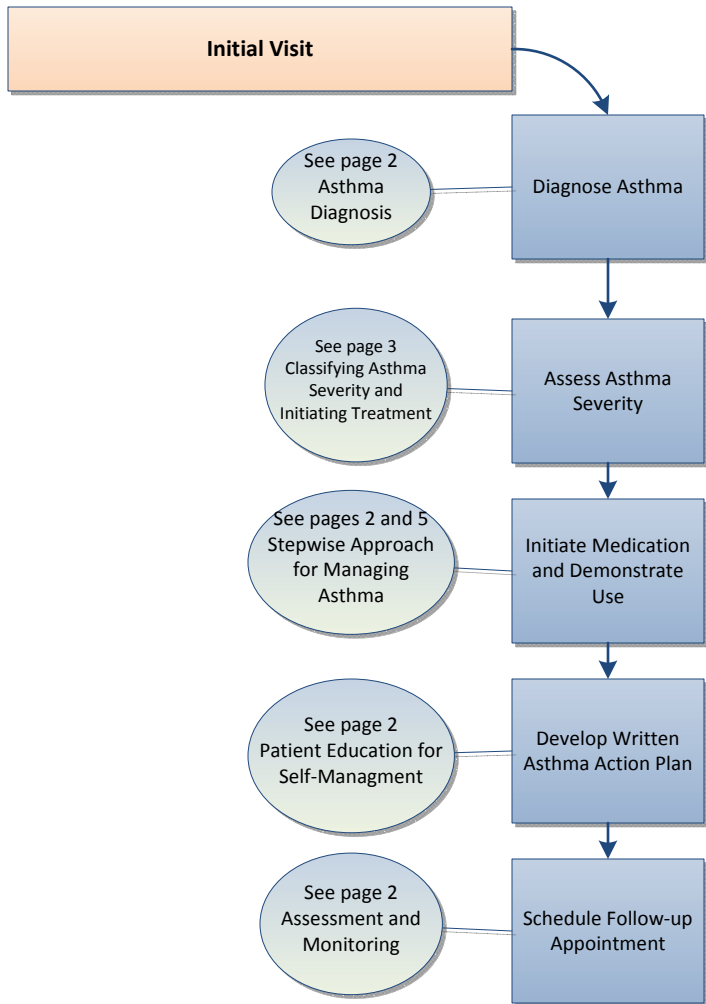 Initial Visit
See page 2
Asthma
Diagnosis
Diagnose Asthma
See page 3
Classifying Asthma
Severity and
Initiating Treatment
Assess Asthma
Severity
See pages 2 and 5
Stepwise Approach
for Managing
Asthma
Initiate Medication
and Demonstrate
Use
See page 2
Patient Education for
Self-Managment
Develop Written
Asthma Action Plan
See page 2
Assessment and
Monitoring
Schedule Follow-up
Appointment